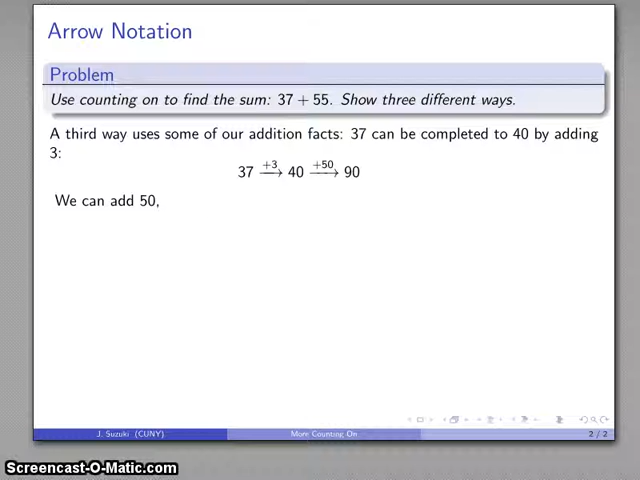 Arrow Notation
Problem
Use counting on to find the sum: 37 + 55. Show three different ways.
A third way uses some of our addition facts: 37 can be completed to 40 by adding
3:
37 +3⟶ 40 +50⟶ 90
We can add 50,
J. Suzuki (CUNY) More Counting On 2 / 2
Screencast-O-Matic.com